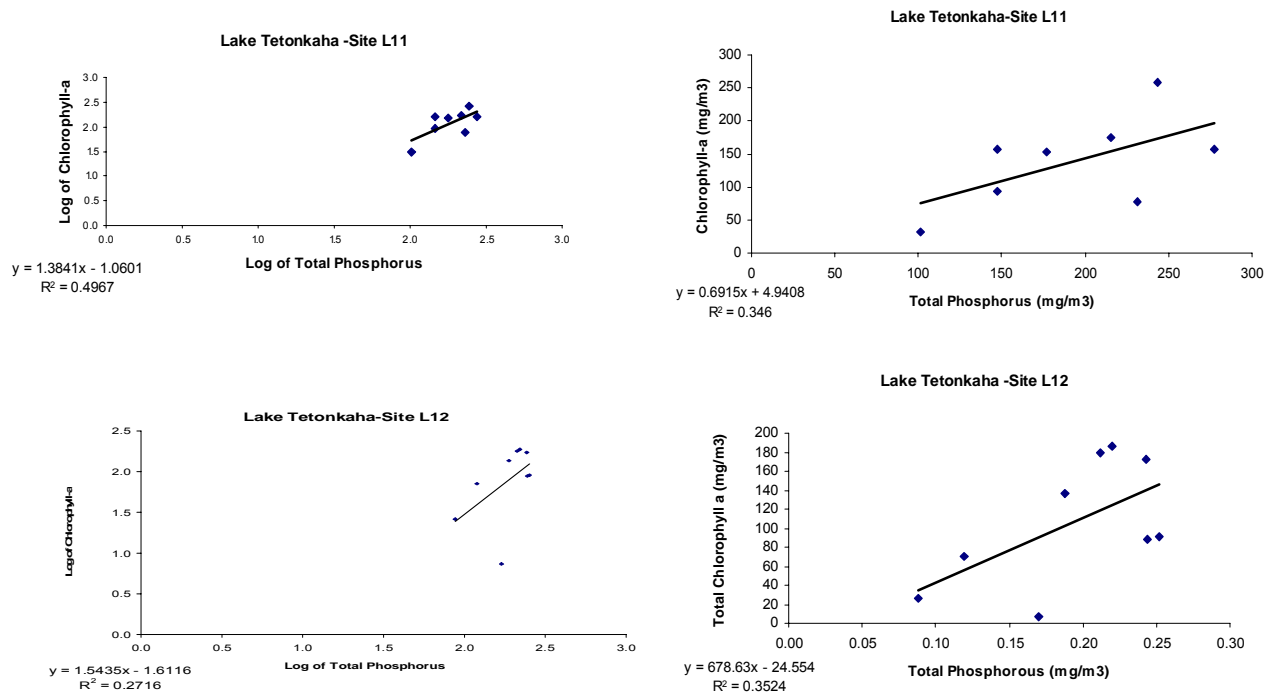 Lake Tetonkaha -Site L11
Log of Chlorophyll-a
3.0
2.5
2.0
1.5
1.0
0.5
0.0
0.0 0.5 1.0 1.5 2.0 2.5 3.0
Log of Total Phosphorus
y = 1.3841x - 1.0601
R² = 0.4967
Lake Tetonkaha-Site L11
Chlorophyll-a (mg/m3)
300
250
200
150
100
50
0
0 50 100 150 200 250 300
Total Phosphorus (mg/m3)
y = 0.6915x + 4.9408
R² = 0.346
Lake Tetonkaha-Site L12
Log of Chlorophyll-a
2.5
2.0
1.5
1.0
0.5
0.0
0.0 0.5 1.0 1.5 2.0 2.5 3.0
Log of Total Phosphorus
y = 1.5435x - 1.6116
R² = 0.2716
Lake Tetonkaha -Site L12
Total Chlorophyll a (mg/m3)
200
180
160
140
120
100
80
60
40
20
0
0.00 0.05 0.10 0.15 0.20 0.25 0.30
Total Phosphorous (mg/m3)
y = 678.63x - 24.554
R² = 0.3524